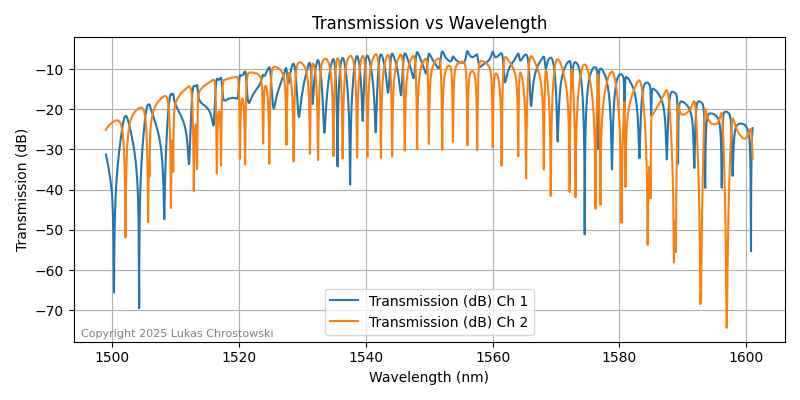 Transmission vs Wavelength
Transmission (dB)
−10
−20
−30
−40
−50
−60
−70
Transmission (dB) Ch 1
Transmission (dB) Ch 2
Copyright 2025 Lukas Chrostowski
1500 1520 1540 1560 1580 1600
Wavelength (nm)